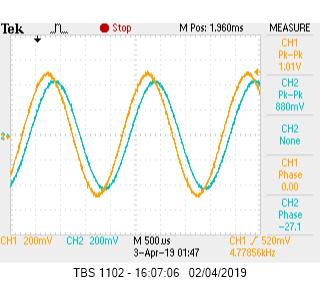 Tek Stop M Pos: 1.960ms MEASURE
CH1
Pk-Pk
1.01V
CH2
Pk-Pk
880mV
CH2
None
CH1
Phase
0.00
CH2
Phase
-27.1
2
CH1 200mV CH2 200mV M 500us CH1 / 520mV
3-Apr-19 01:47 4.77856kHz
TBS 1102 - 16:07:06 02/04/2019